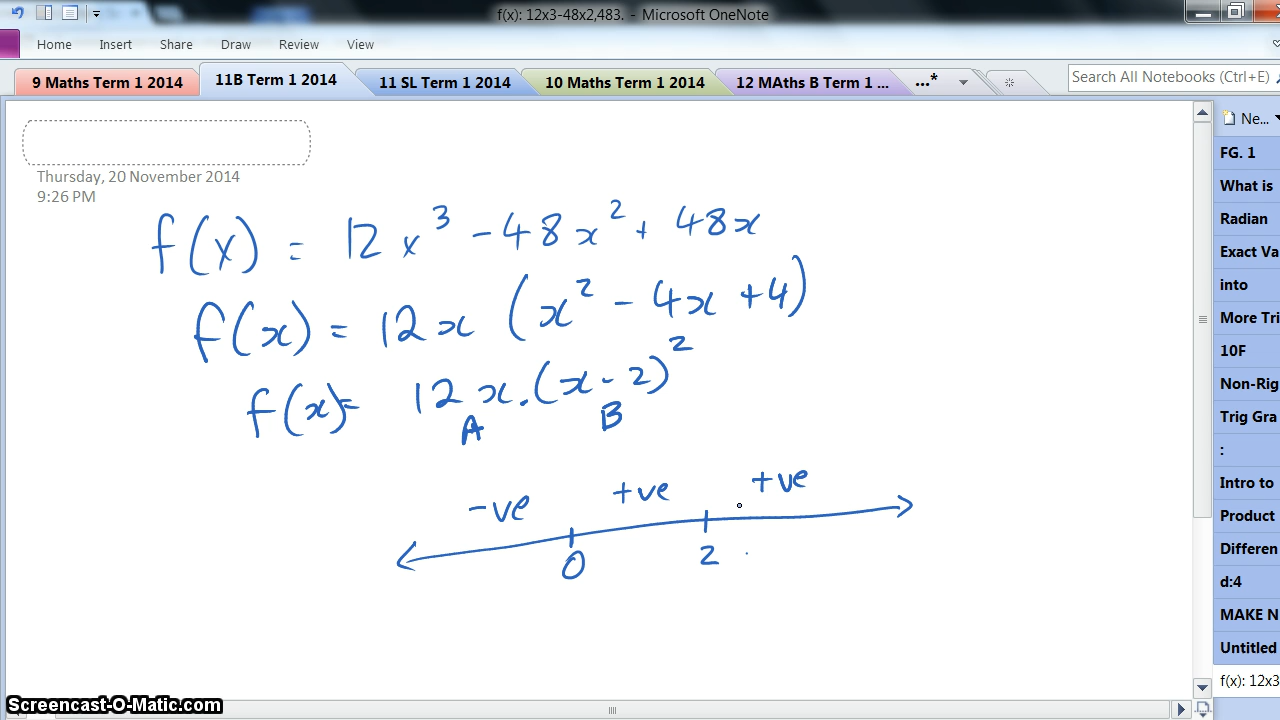 f(x): 12x3-48x2,483. - Microsoft OneNote
Home Insert Share Draw Review View
9 Maths Term 1 2014 11B Term 1 2014 11 SL Term 1 2014 10 Maths Term 1 2014 12 MAths B Term 1 ... ...* Search All Notebooks (Ctrl+E)
Ne...
Thursday, 20 November 2014
9:26 PM
f(x) = 12x³ - 48x² + 48x
f(x) = 12x (x² - 4x + 4)
f(x) = 12x.(x - 2)²
A B
-ve +ve +ve
0 2
FG. 1
What is
Radian
Exact Va
into
More Tri
10F
Non-Rig
Trig Gra
:
Intro to
Product
Differen
d:4
MAKE N
Untitled
f(x): 12x3
Screencast-O-Matic.com